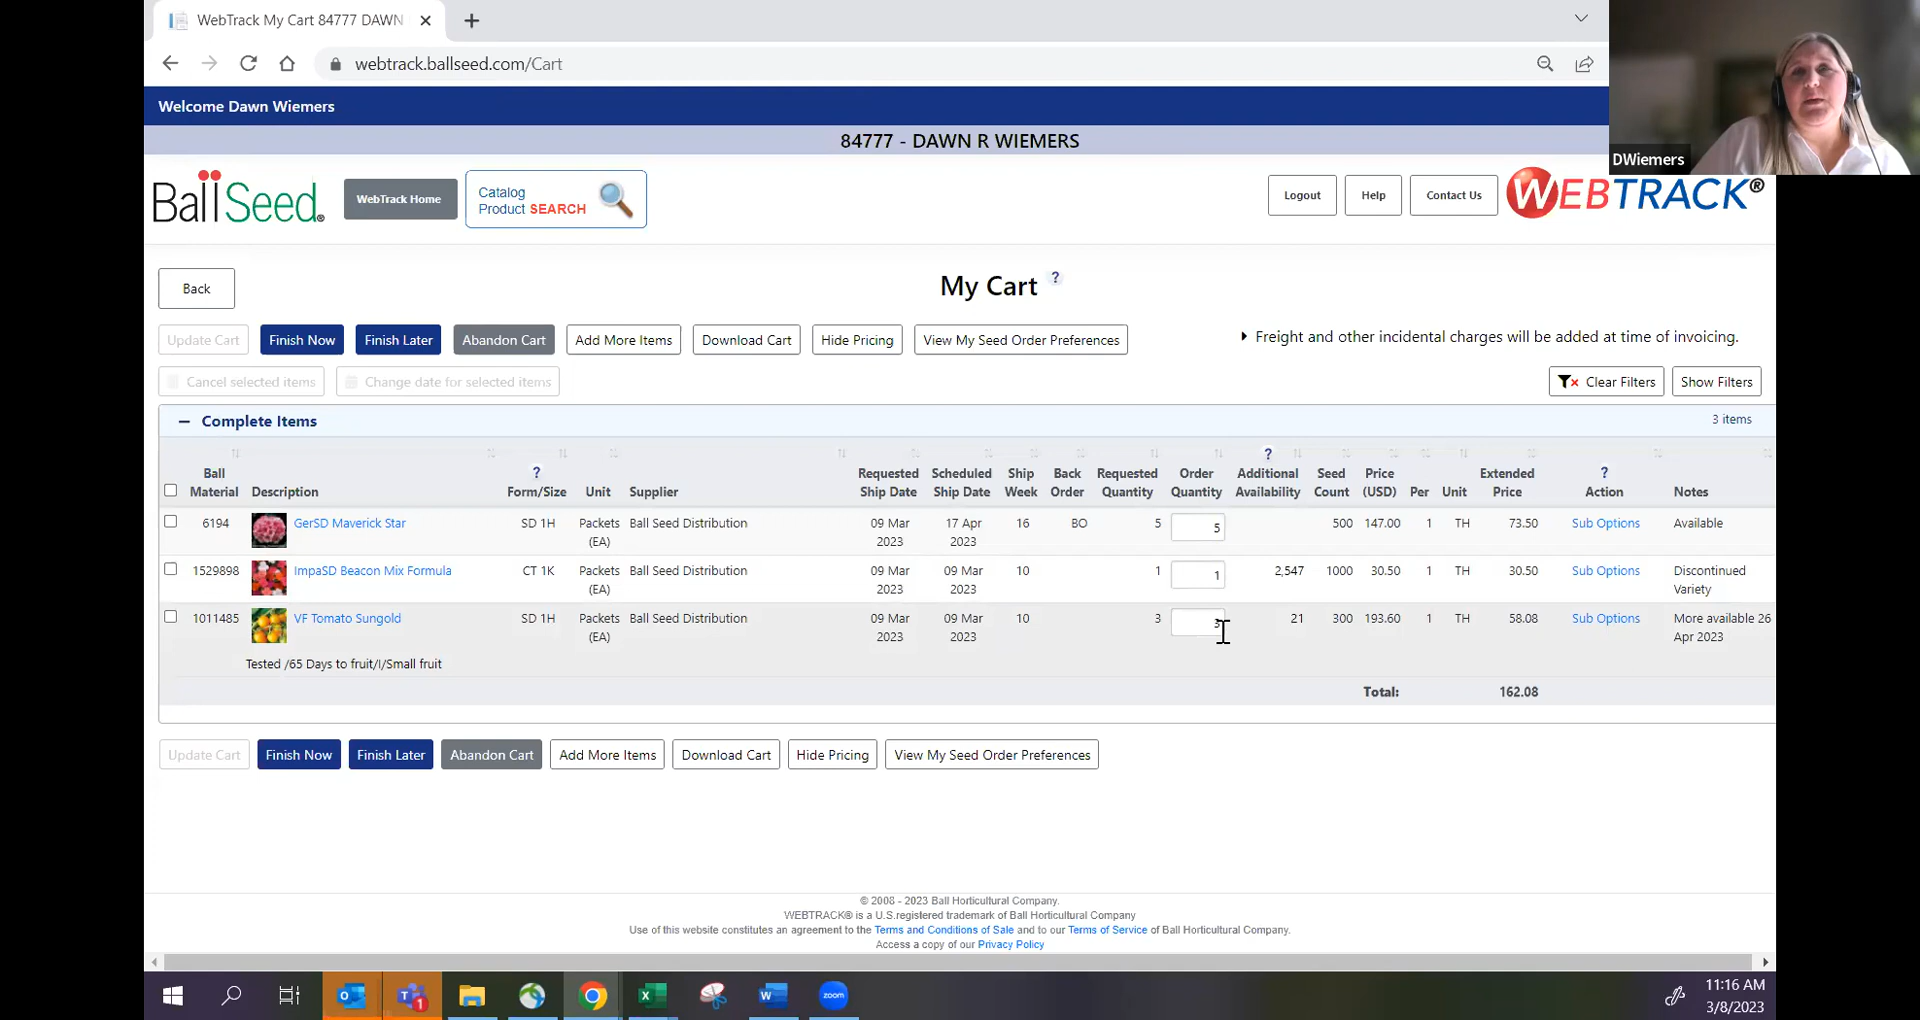 WebTrack My Cart 84777 DAWN
webtrack.ballseed.com/Cart
Welcome Dawn Wiemers
84777 - DAWN R WIEMERS
DWiemers
Ball Seed®
WebTrack Home
Catalog
Product SEARCH
Logout
Help
Contact Us
WEBTRACK®
Back
My Cart ?
Update Cart
Finish Now
Finish Later
Abandon Cart
Add More Items
Download Cart
Hide Pricing
View My Seed Order Preferences
Freight and other incidental charges will be added at time of invoicing.
Cancel selected items
Change date for selected items
Clear Filters
Show Filters
Complete Items
3 items
Ball Material Description ? Form/Size Unit Supplier Requested Ship Date Scheduled Ship Date Ship Week Back Order Requested Quantity Order Quantity ? Additional Availability Seed Count Price (USD) Per Unit Extended Price ? Action Notes
6194 GerSD Maverick Star SD 1H Packets (EA) Ball Seed Distribution 09 Mar 2023 17 Apr 2023 16 BO 5 5 500 147.00 1 TH 73.50 Sub Options Available
1529898 ImpaSD Beacon Mix Formula CT 1K Packets (EA) Ball Seed Distribution 09 Mar 2023 09 Mar 2023 10 1 1 2,547 1000 30.50 1 TH 30.50 Sub Options Discontinued Variety
1011485 VF Tomato Sungold SD 1H Packets (EA) Ball Seed Distribution 09 Mar 2023 09 Mar 2023 10 3 3 21 300 193.60 1 TH 58.08 Sub Options More available 26 Apr 2023
Tested /65 Days to fruit/I/Small fruit
Total: 162.08
Update Cart
Finish Now
Finish Later
Abandon Cart
Add More Items
Download Cart
Hide Pricing
View My Seed Order Preferences
© 2008 - 2023 Ball Horticultural Company.
WEBTRACK® is a U.S.registered trademark of Ball Horticultural Company
Use of this website constitutes an agreement to the Terms and Conditions of Sale and to our Terms of Service of Ball Horticultural Company.
Access a copy of our Privacy Policy
zoom
11:16 AM
3/8/2023